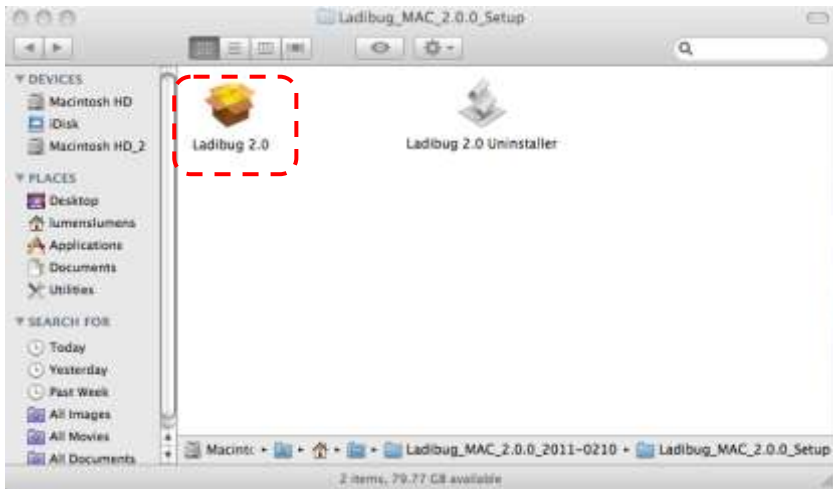 Ladibug_MAC_2.0.0_Setup
DEVICES
Macintosh HD
iDisk
Macintosh HD_2
PLACES
Desktop
lumenslumens
Applications
Documents
Utilities
SEARCH FOR
Today
Yesterday
Past Week
All Images
All Movies
All Documents
Ladibug 2.0
Ladibug 2.0 Uninstaller
Macint Ladibug_MAC_2.0.0_2011-0210 Ladibug_MAC_2.0.0_Setup
2 items, 79.77 GB available